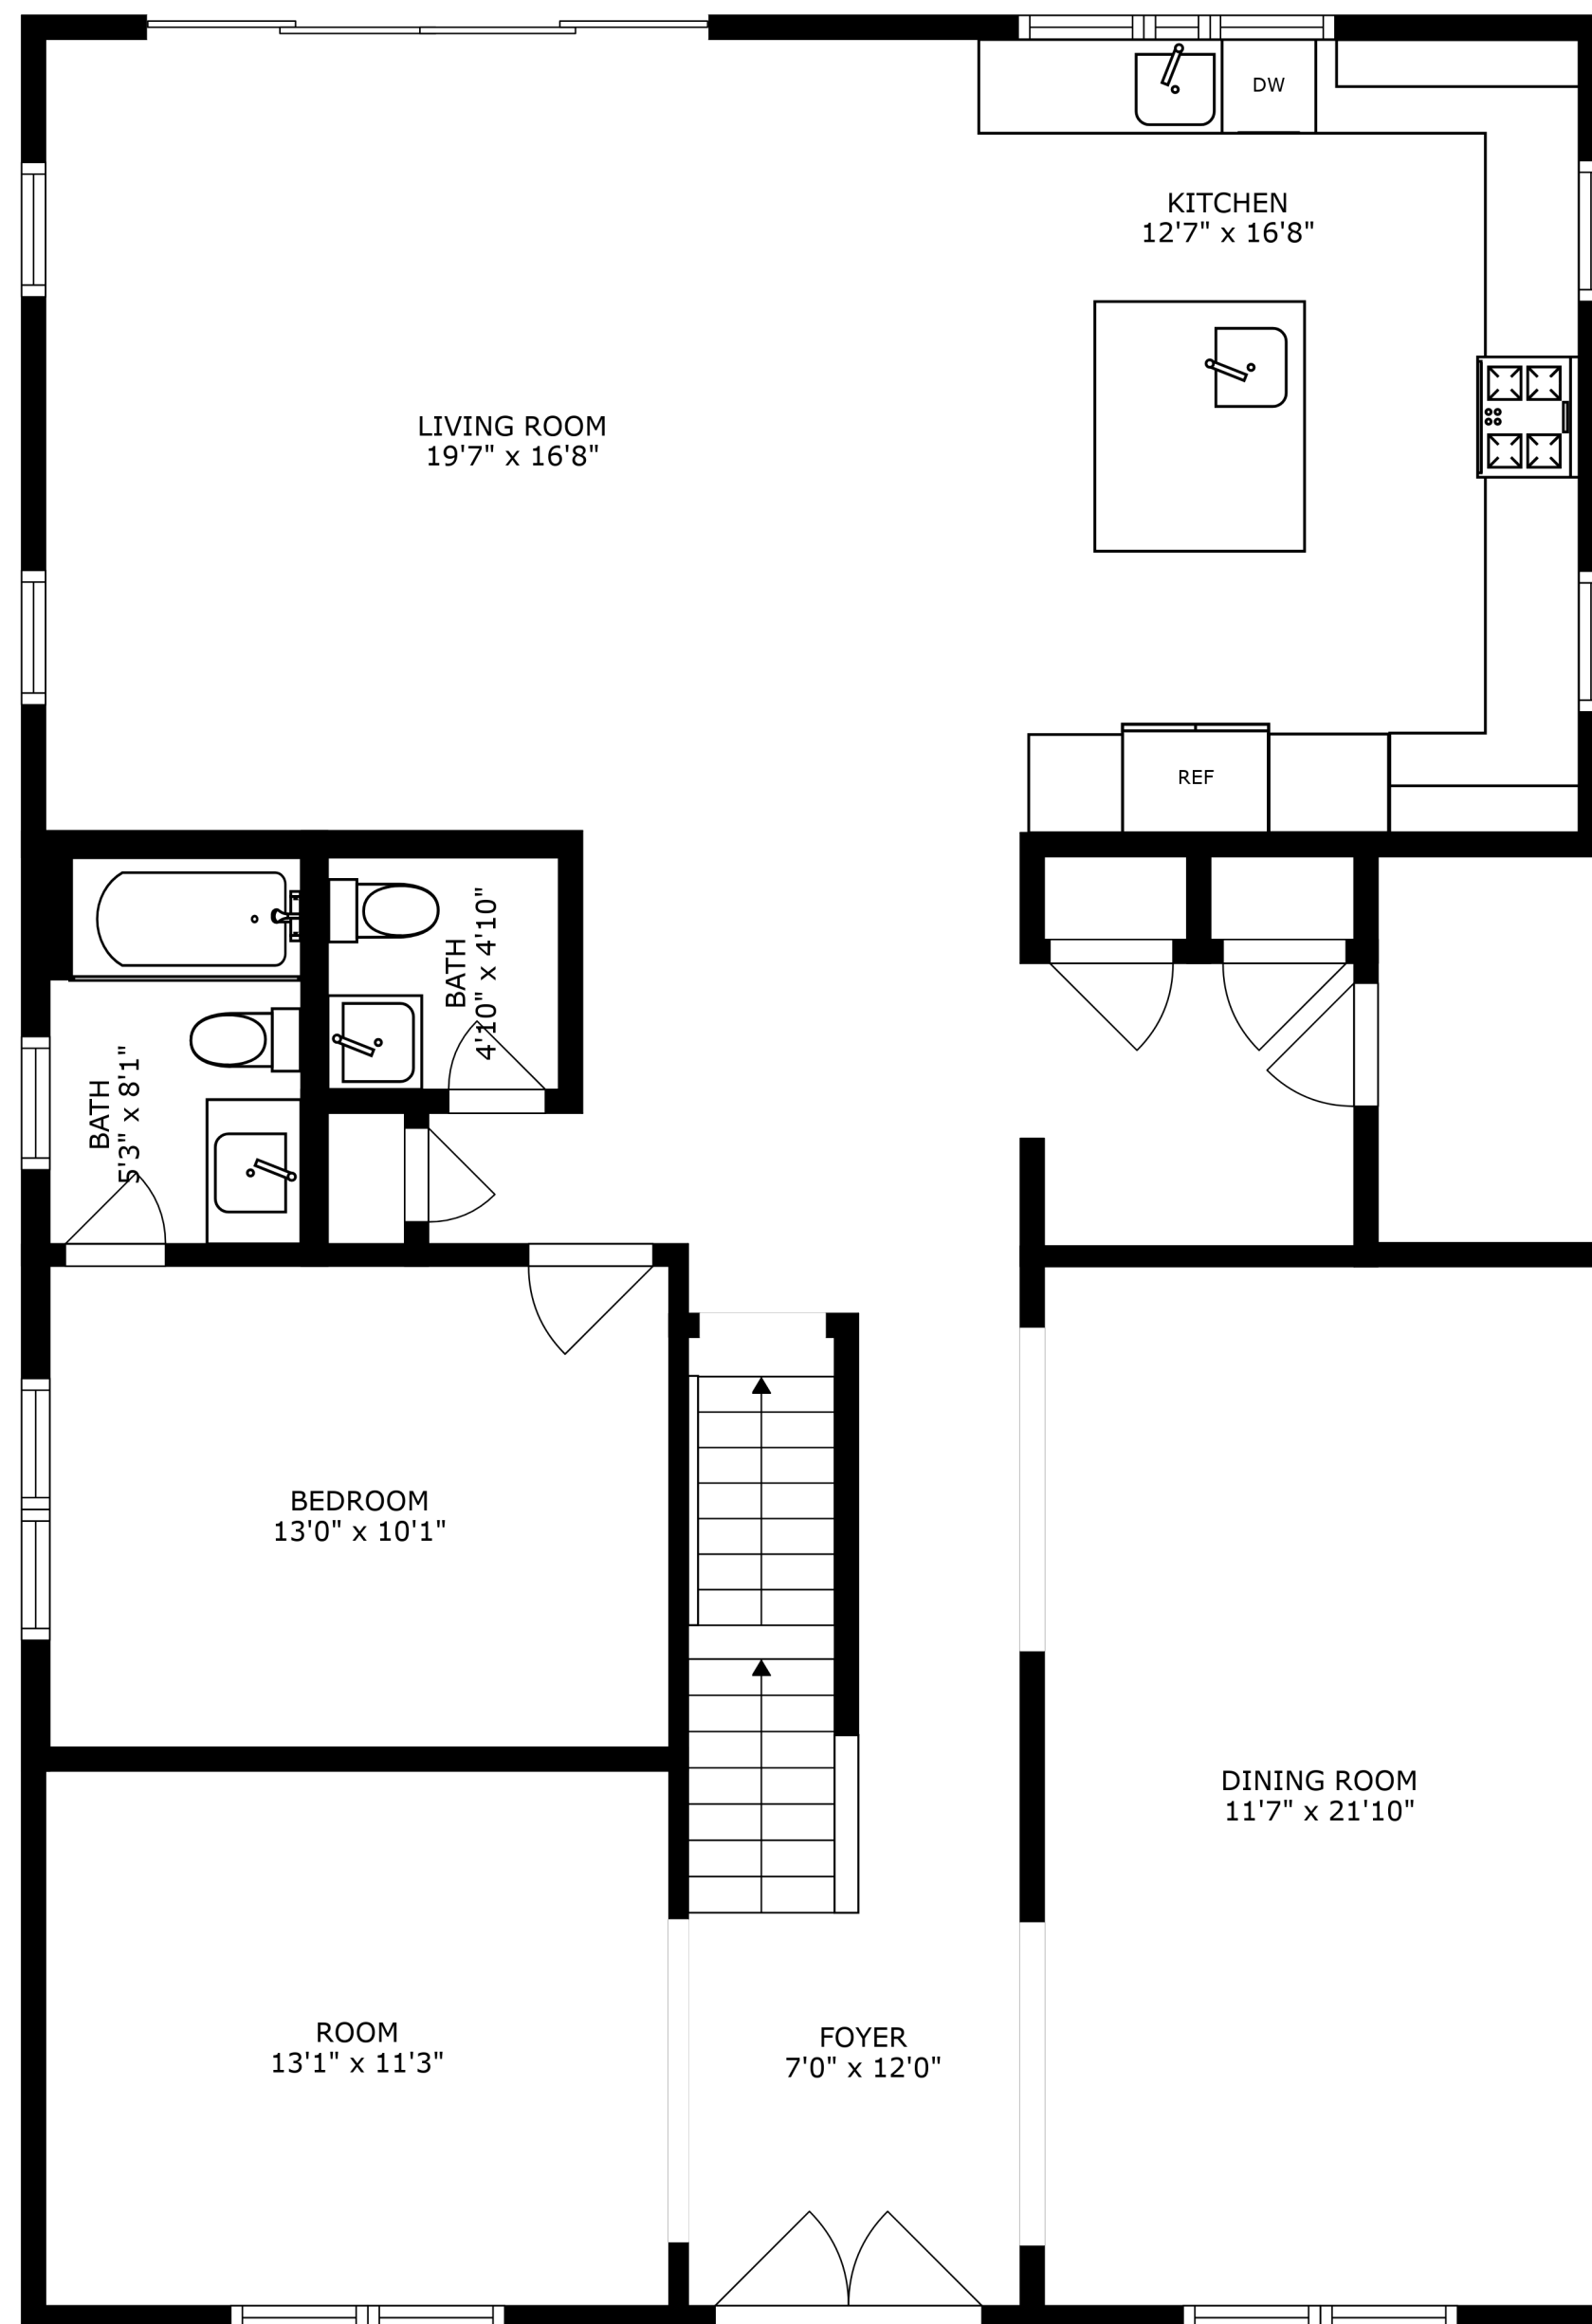 DW
KITCHEN
12'7" x 16'8"
LIVING ROOM
19'7" x 16'8"
REF
BATH
4'10" x 4'10"
BATH
5'3" x 8'1"
BEDROOM
13'0" x 10'1"
DINING ROOM
11'7" x 21'10"
ROOM
13'1" x 11'3"
FOYER
7'0" x 12'0"